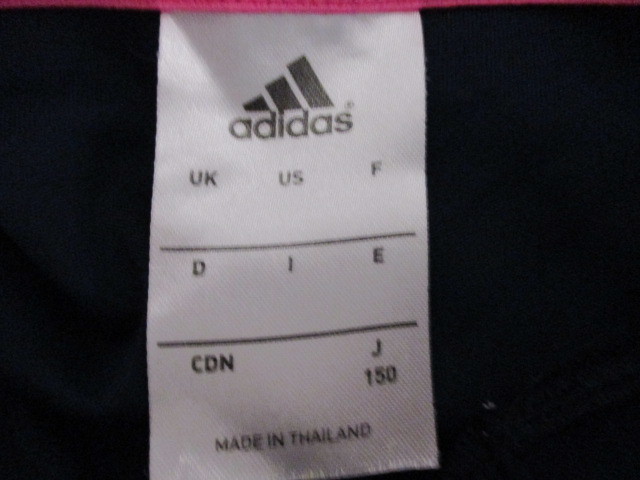 adidas®
UK US F
D I E
CDN J
150
MADE IN THAILAND